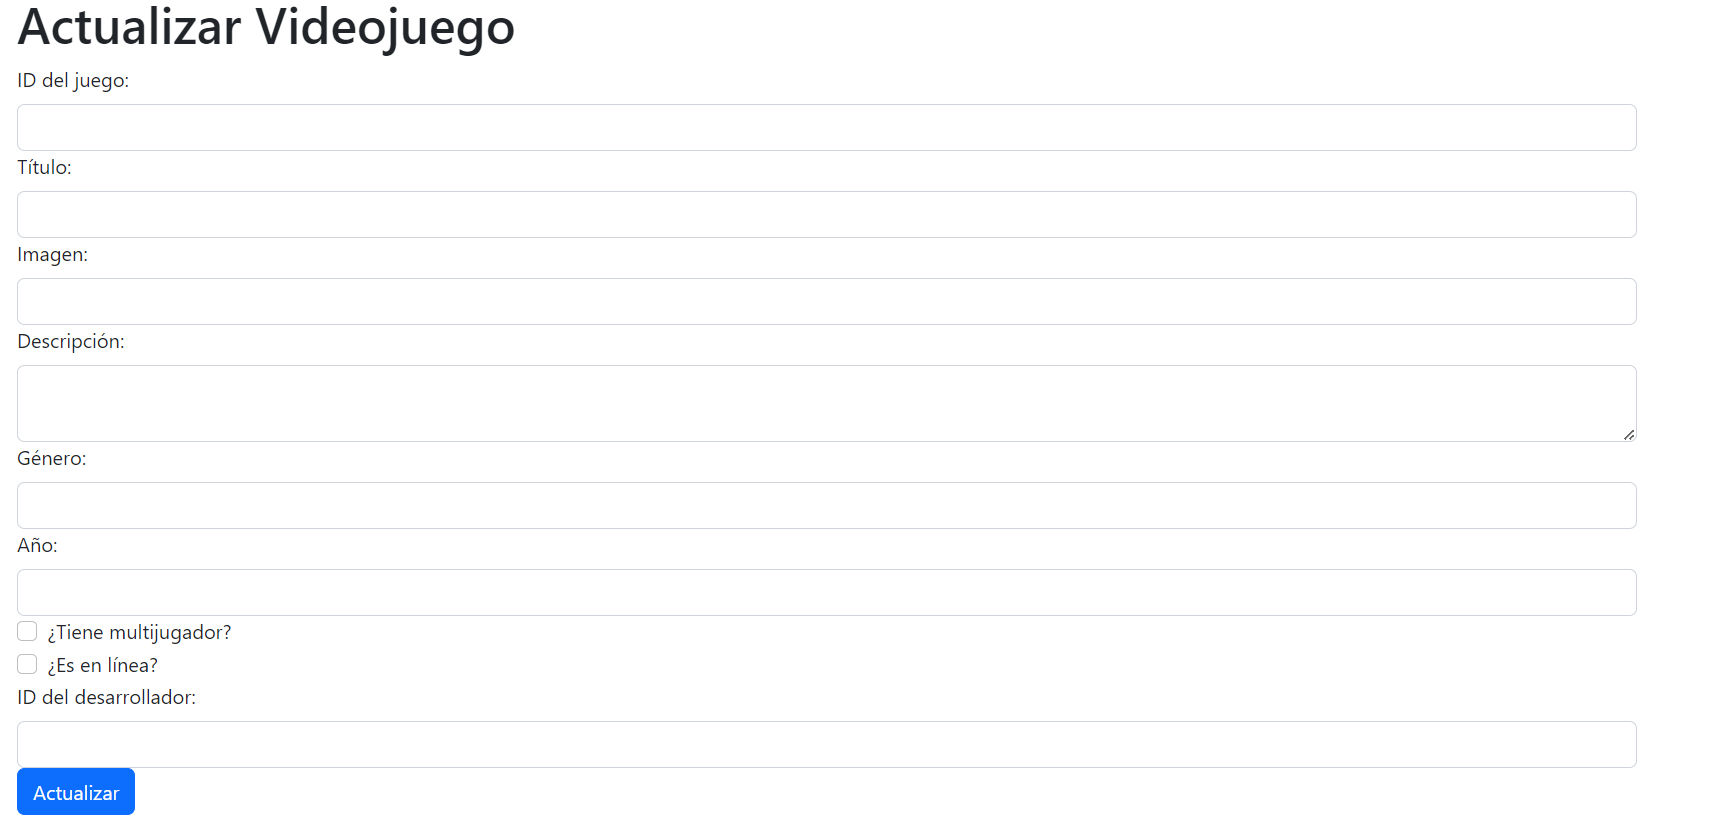 Actualizar Videojuego
ID del juego:
Título:
Imagen:
Descripción:
Género:
Año:
¿Tiene multijugador?
¿Es en línea?
ID del desarrollador:
Actualizar